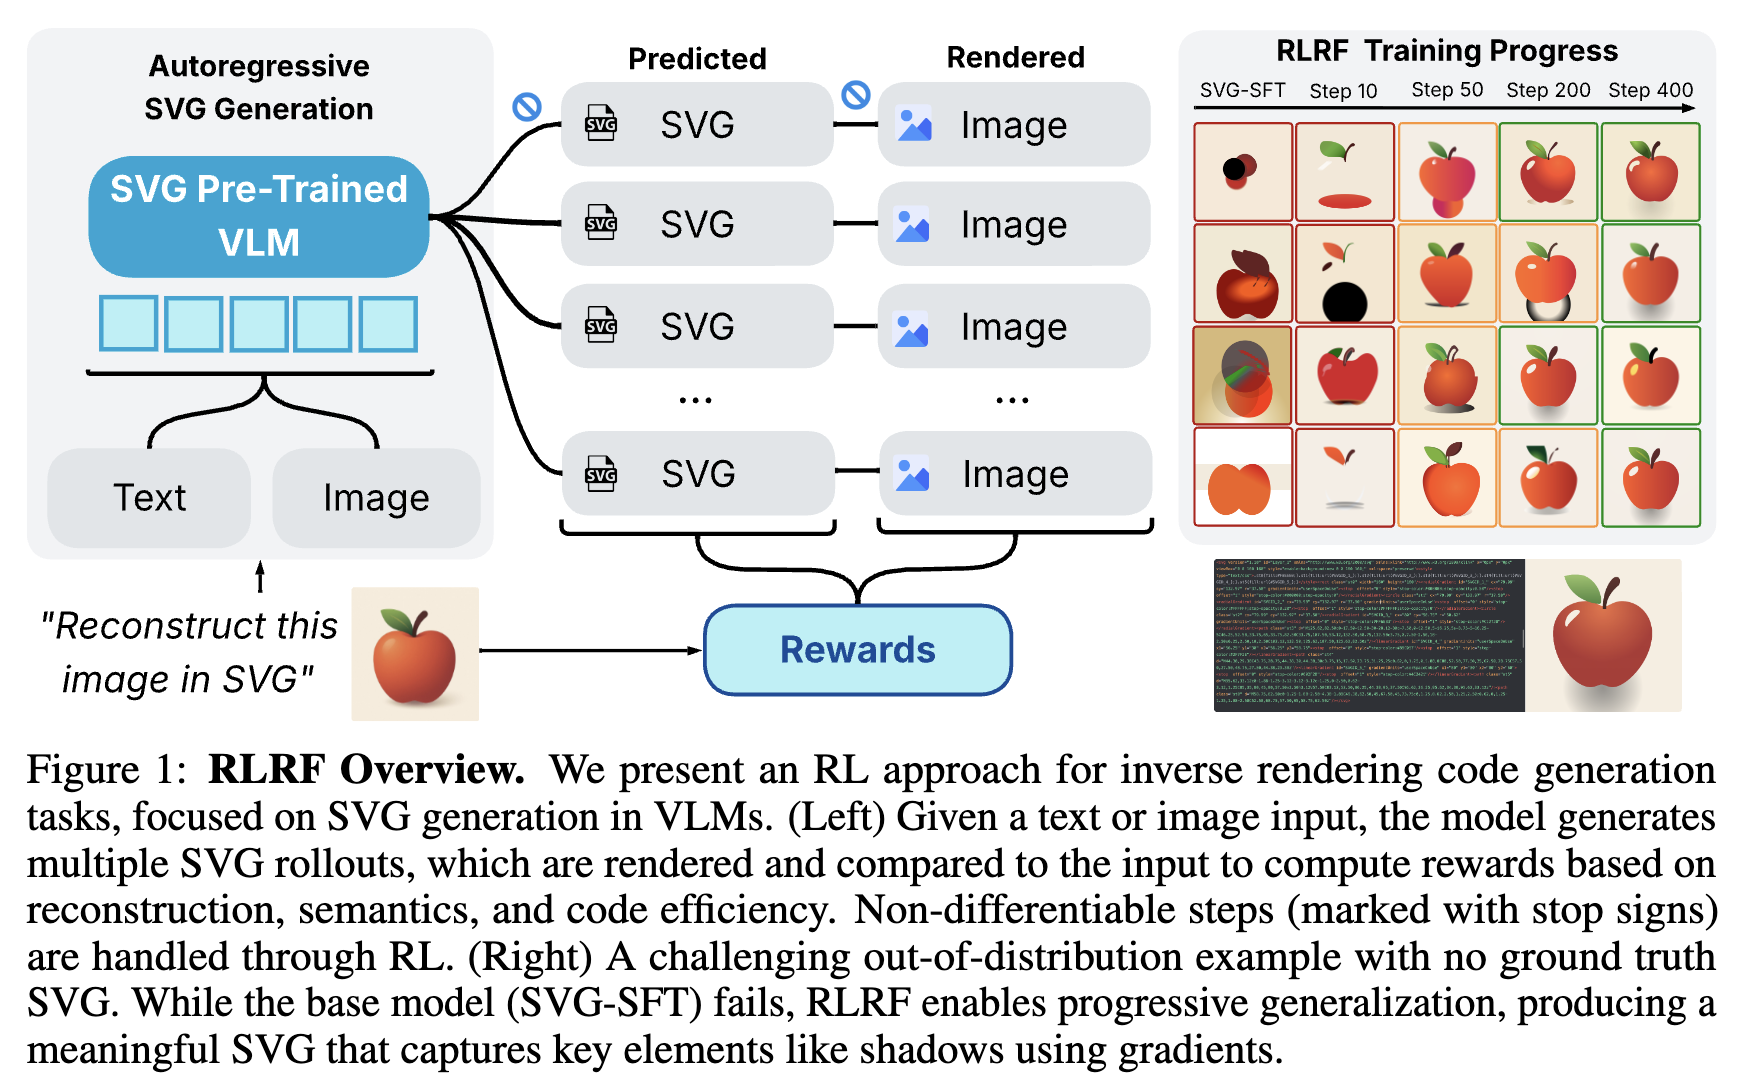 Autoregressive
SVG Generation
SVG Pre-Trained
VLM
Text
Image
"Reconstruct this
image in SVG"
Predicted
Rendered
SVG SVG
Image
SVG SVG
Image
SVG SVG
Image
...
...
SVG SVG
Image
Rewards
RLRF Training Progress
SVG-SFT Step 10 Step 50 Step 200 Step 400
Figure 1: RLRF Overview. We present an RL approach for inverse rendering code generation
tasks, focused on SVG generation in VLMs. (Left) Given a text or image input, the model generates
multiple SVG rollouts, which are rendered and compared to the input to compute rewards based on
reconstruction, semantics, and code efficiency. Non-differentiable steps (marked with stop signs)
are handled through RL. (Right) A challenging out-of-distribution example with no ground truth
SVG. While the base model (SVG-SFT) fails, RLRF enables progressive generalization, producing a
meaningful SVG that captures key elements like shadows using gradients.